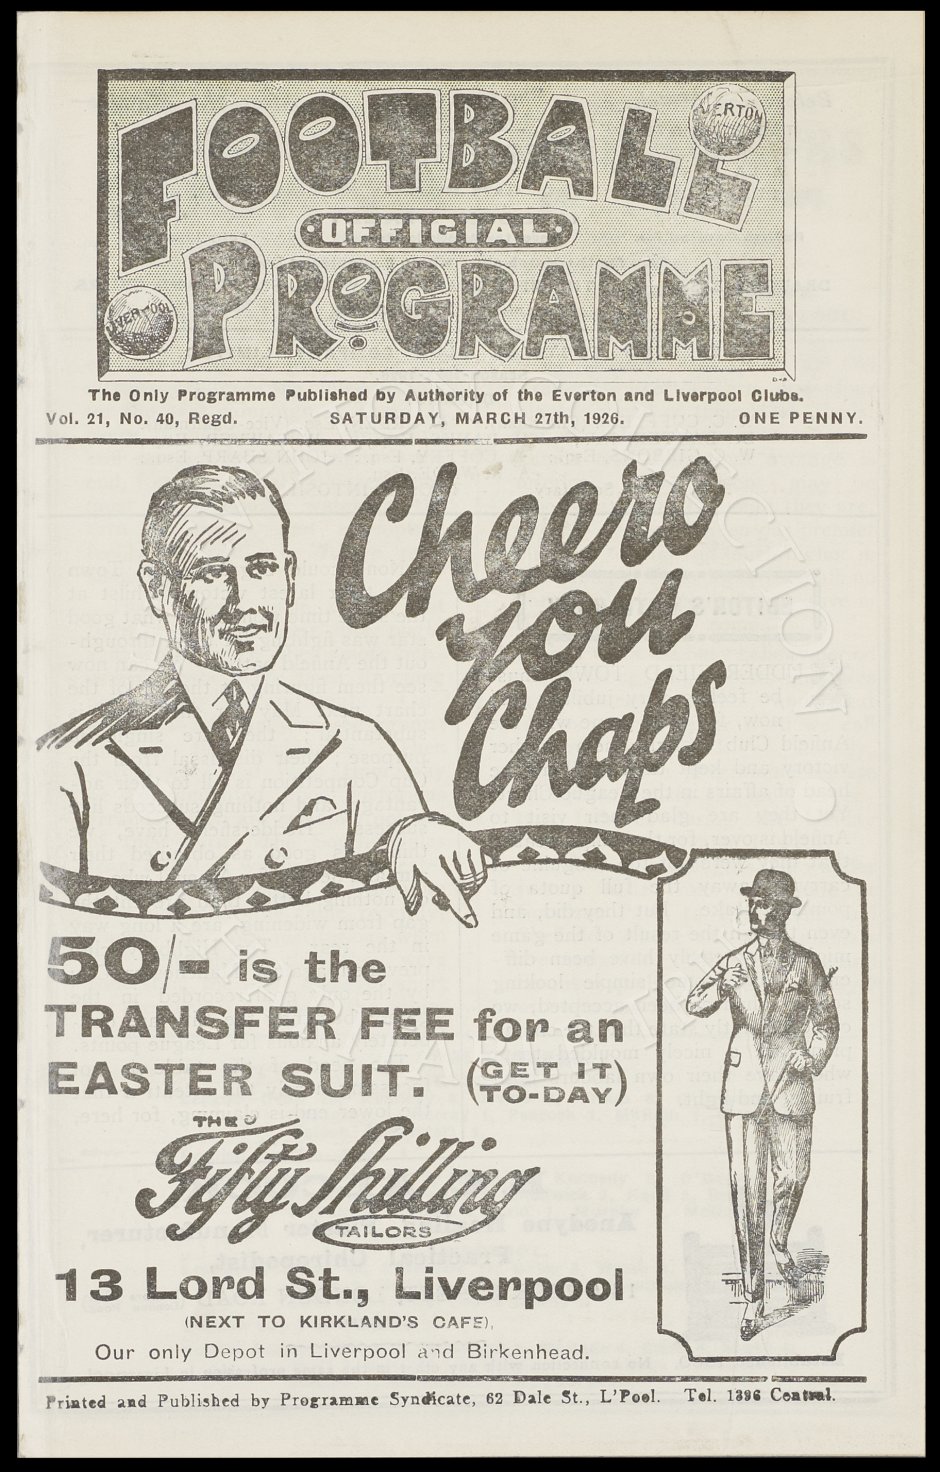 FOOTBALL
EVERTON
OFFICIAL
PROGRAMME
LIVERPOOL
The Only Programme Published by Authority of the Everton and Liverpool Clubs.
Vol. 21, No. 40, Regd. SATURDAY, MARCH 27th, 1926. ONE PENNY.
Cheero
you
Chaps
50/- is the
TRANSFER FEE for an
EASTER SUIT. (GET IT TO-DAY)
THE
Fifty Shilling
TAILORS
13 Lord St., Liverpool
(NEXT TO KIRKLAND'S CAFE),
Our only Depot in Liverpool and Birkenhead.
Printed and Published by Programme Syndicate, 62 Dale St., L'Pool. Tel. 1396 Central.